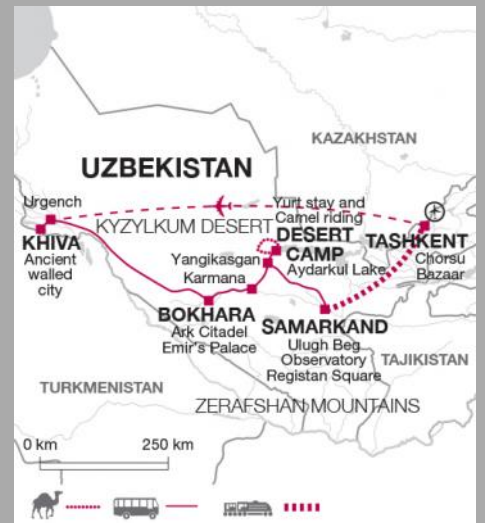 KAZAKHSTAN
UZBEKISTAN
Urgench
KHIVA
Ancient
walled
city
KYZYLKUM DESERT
Yurt stay and
Camel riding
DESERT
CAMP
Aydarkul Lake
TASHKENT
Chorsu
Bazaar
Yangikasgan
Karmana
BOKHARA
Ark Citadel
Emir's Palace
SAMARKAND
Ulugh Beg
Observatory
Registan Square
TAJIKISTAN
TURKMENISTAN
ZERAFSHAN MOUNTAINS
0 km
250 km